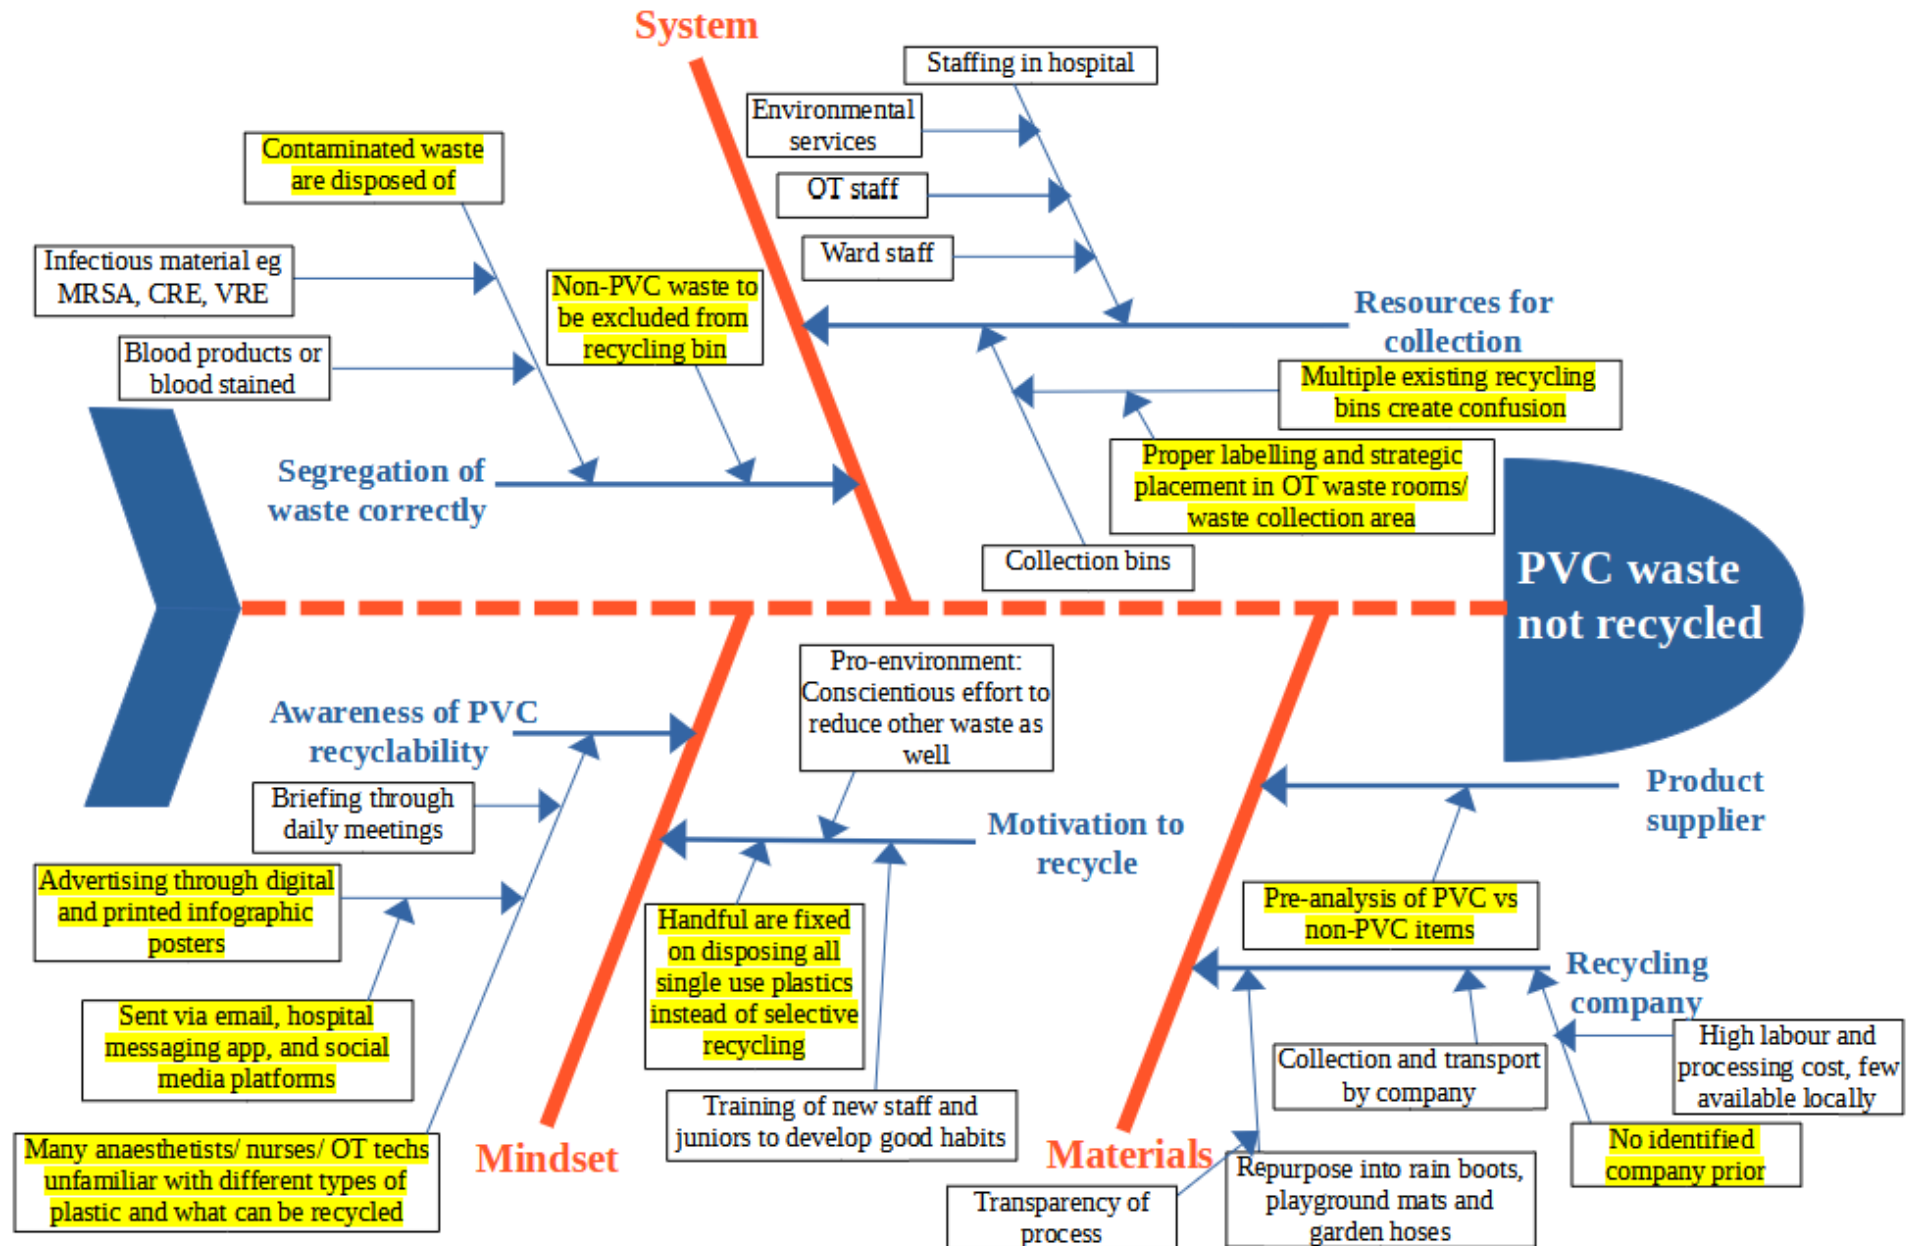 System
Staffing in hospital
Environmental
services
OT staff
Ward staff
Contaminated waste
are disposed of
Infectious material eg
MRSA, CRE, VRE
Blood products or
blood stained
Non-PVC waste to
be excluded from
recycling bin
Segregation of
waste correctly
Resources for
collection
Multiple existing recycling
bins create confusion
Proper labelling and strategic
placement in OT waste rooms/
waste collection area
Collection bins
PVC waste
not recycled
Awareness of PVC
recyclability
Briefing through
daily meetings
Advertising through digital
and printed infographic
posters
Sent via email, hospital
messaging app, and social
media platforms
Many anaesthetists/ nurses/ OT techs
unfamiliar with different types of
plastic and what can be recycled
Pro-environment:
Conscientious effort to
reduce other waste as
well
Motivation to
recycle
Handful are fixed
on disposing all
single use plastics
instead of selective
recycling
Training of new staff and
juniors to develop good habits
Mindset
Product
supplier
Pre-analysis of PVC vs
non-PVC items
Recycling
company
High labour and
processing cost, few
available locally
Collection and transport
by company
No identified
company prior
Materials
Repurpose into rain boots,
playground mats and
garden hoses
Transparency of
process